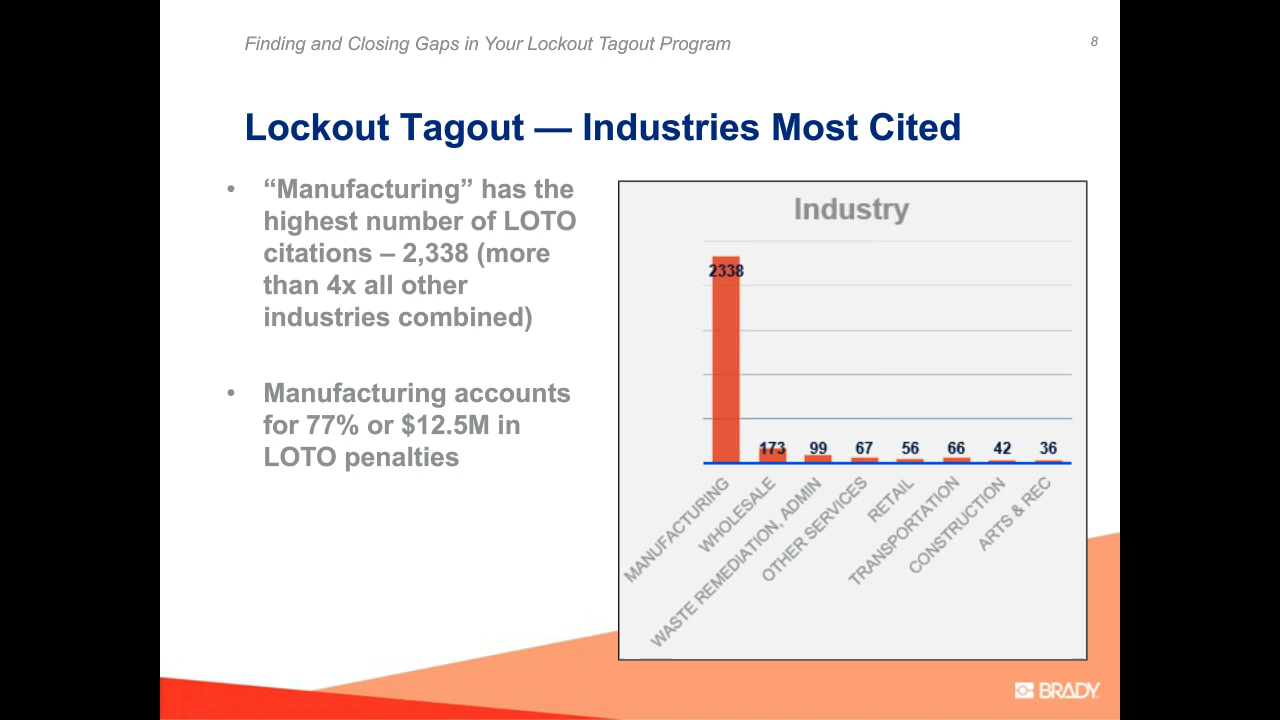 Finding and Closing Gaps in Your Lockout Tagout Program
8
Lockout Tagout — Industries Most Cited
• “Manufacturing” has the
highest number of LOTO
citations – 2,338 (more
than 4x all other
industries combined)
• Manufacturing accounts
for 77% or $12.5M in
LOTO penalties
Industry
2338
173
99
67
56
66
42
36
MANUFACTURING
WHOLESALE
WASTE REMEDIATION, ADMIN
OTHER SERVICES
RETAIL
TRANSPORTATION
CONSTRUCTION
ARTS & REC
BRADY